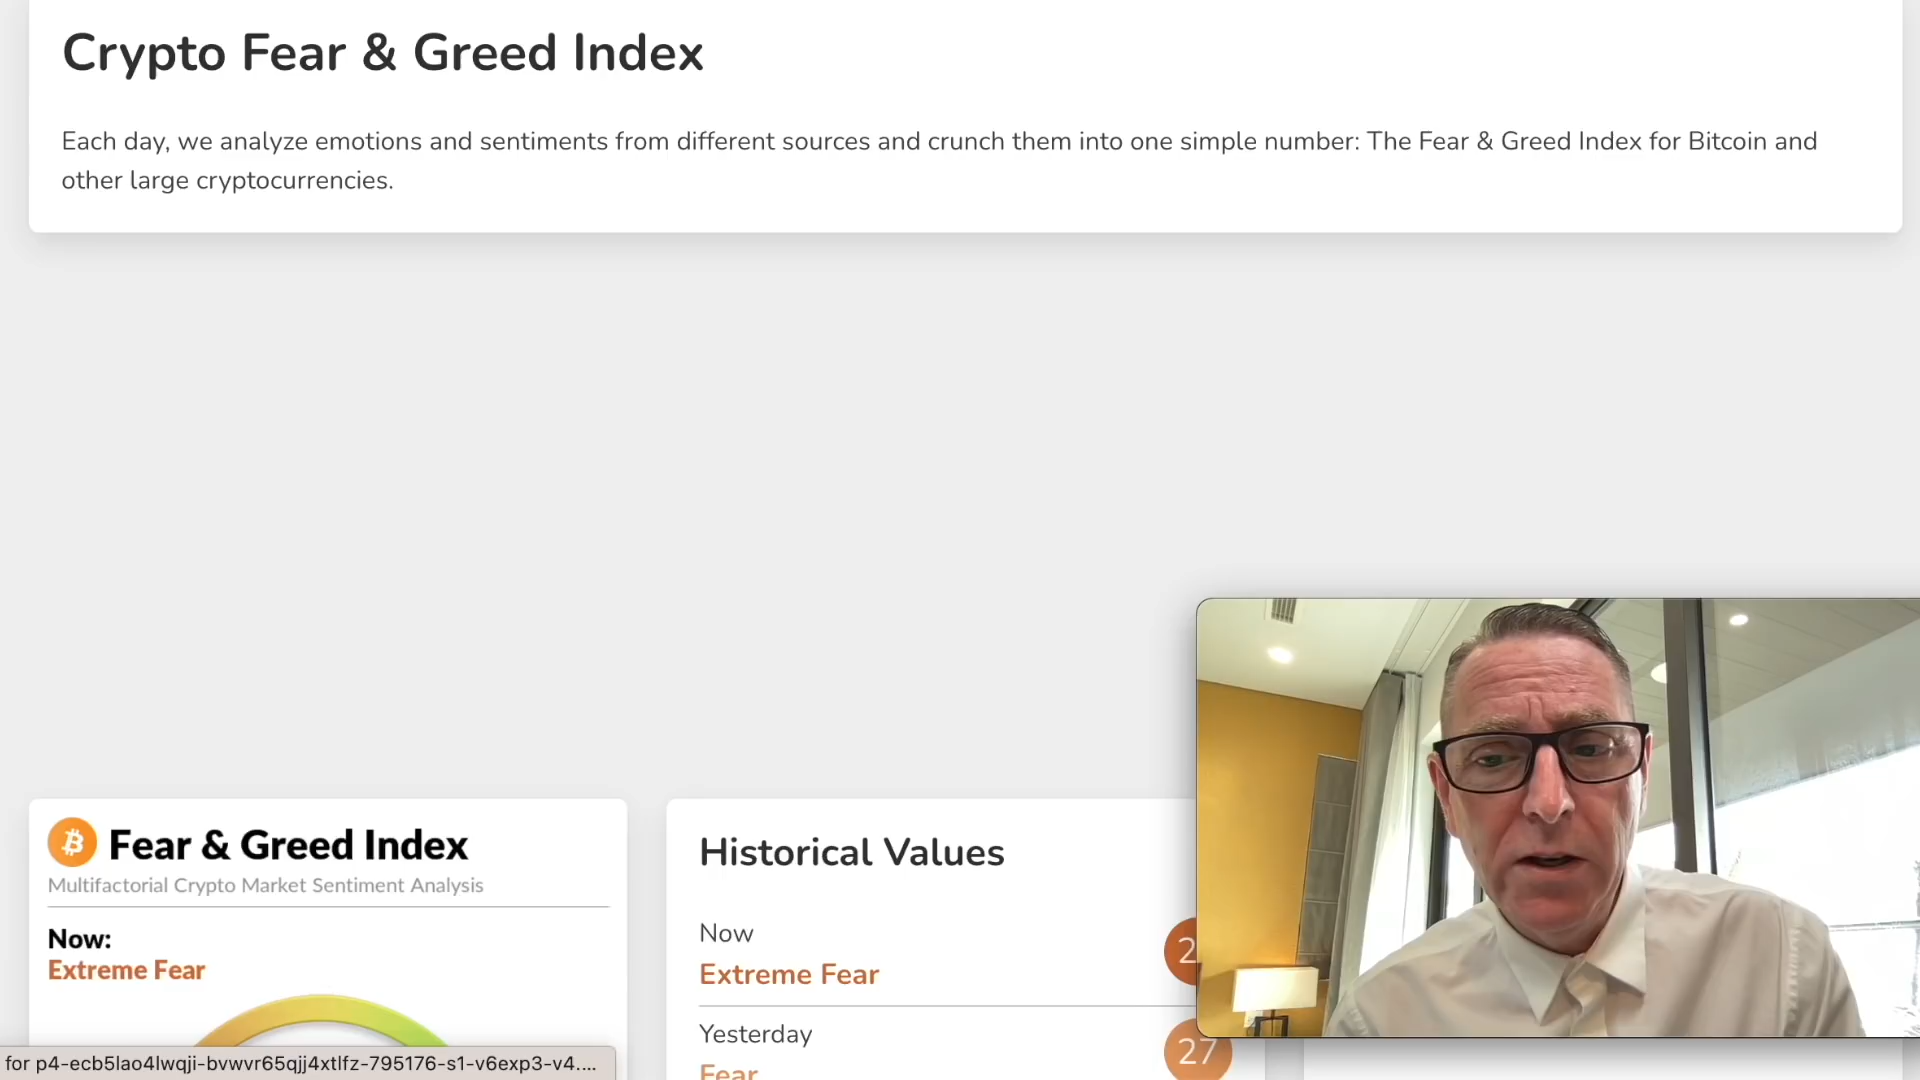 Crypto Fear & Greed Index
Each day, we analyze emotions and sentiments from different sources and crunch them into one simple number: The Fear & Greed Index for Bitcoin and
other large cryptocurrencies.
Fear & Greed Index
Multifactorial Crypto Market Sentiment Analysis
Now:
Extreme Fear
Historical Values
Now
Extreme Fear
Yesterday
27
Fear
for p4-ecb5lao4lwqji-bvwvr65qjj4xtlfz-795176-s1-v6exp3-v4....